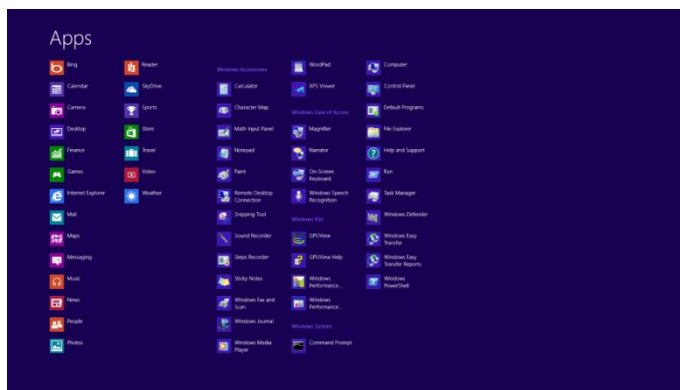 Apps
Bing
Calendar
Camera
Desktop
Finance
Games
Internet Explorer
Mail
Maps
Messaging
Music
News
People
Photos
Reader
SkyDrive
Sports
Store
Travel
Video
Weather
Windows Accessories
Calculator
Character Map
Math Input Panel
Notepad
Paint
Remote Desktop
Connection
Snipping Tool
Sound Recorder
Steps Recorder
Sticky Notes
Windows Fax and
Scan
Windows Journal
Windows Media
Player
WordPad
XPS Viewer
Windows Ease of Access
Magnifier
Narrator
On-Screen
Keyboard
Windows Speech
Recognition
Windows Kits
GPUView
GPUView Help
Windows
Performance...
Windows
Performance...
Windows System
Command Prompt
Computer
Control Panel
Default Programs
File Explorer
Help and Support
Run
Task Manager
Windows Defender
Windows Easy
Transfer
Windows Easy
Transfer Reports
Windows
PowerShell